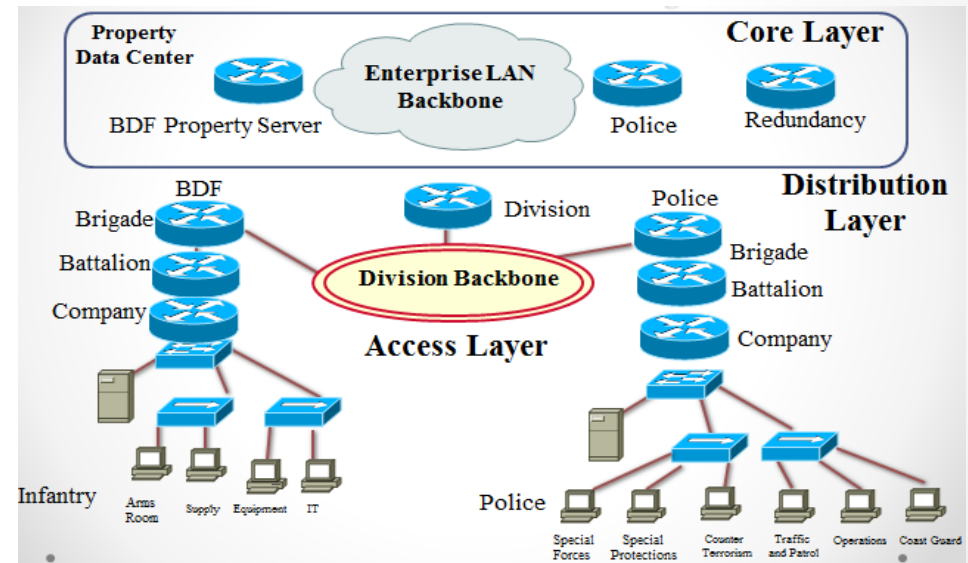 Property
Data Center
Core Layer
Enterprise LAN
Backbone
BDF Property Server
Police
Redundancy
Distribution
Layer
BDF
Brigade
Battalion
Company
Division
Division Backbone
Access Layer
Police
Brigade
Battalion
Company
Infantry
Arms
Room
Supply
Equipment
IT
Police
Special
Forces
Special
Protections
Counter
Terrorism
Traffic
and Patrol
Operations
Coast Guard